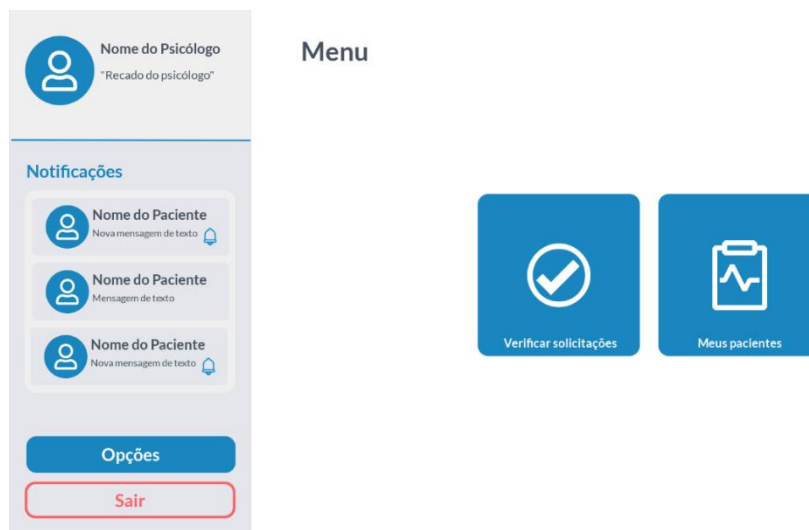 Nome do Psicólogo
"Recado do psicólogo"
Menu
Notificações
Nome do Paciente
Nova mensagem de texto
Nome do Paciente
Mensagem de texto
Nome do Paciente
Nova mensagem de texto
Verificar solicitações
Meus pacientes
Opções
Sair